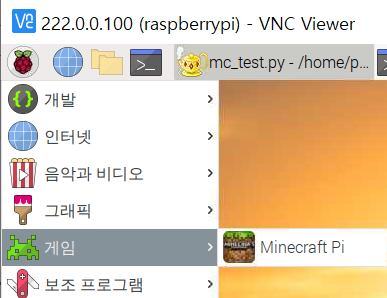 222.0.0.100 (raspberrypi) - VNC Viewer
mc_test.py - /home/p...
개발
인터넷
음악과 비디오
그래픽
게임
Minecraft Pi
보조 프로그램